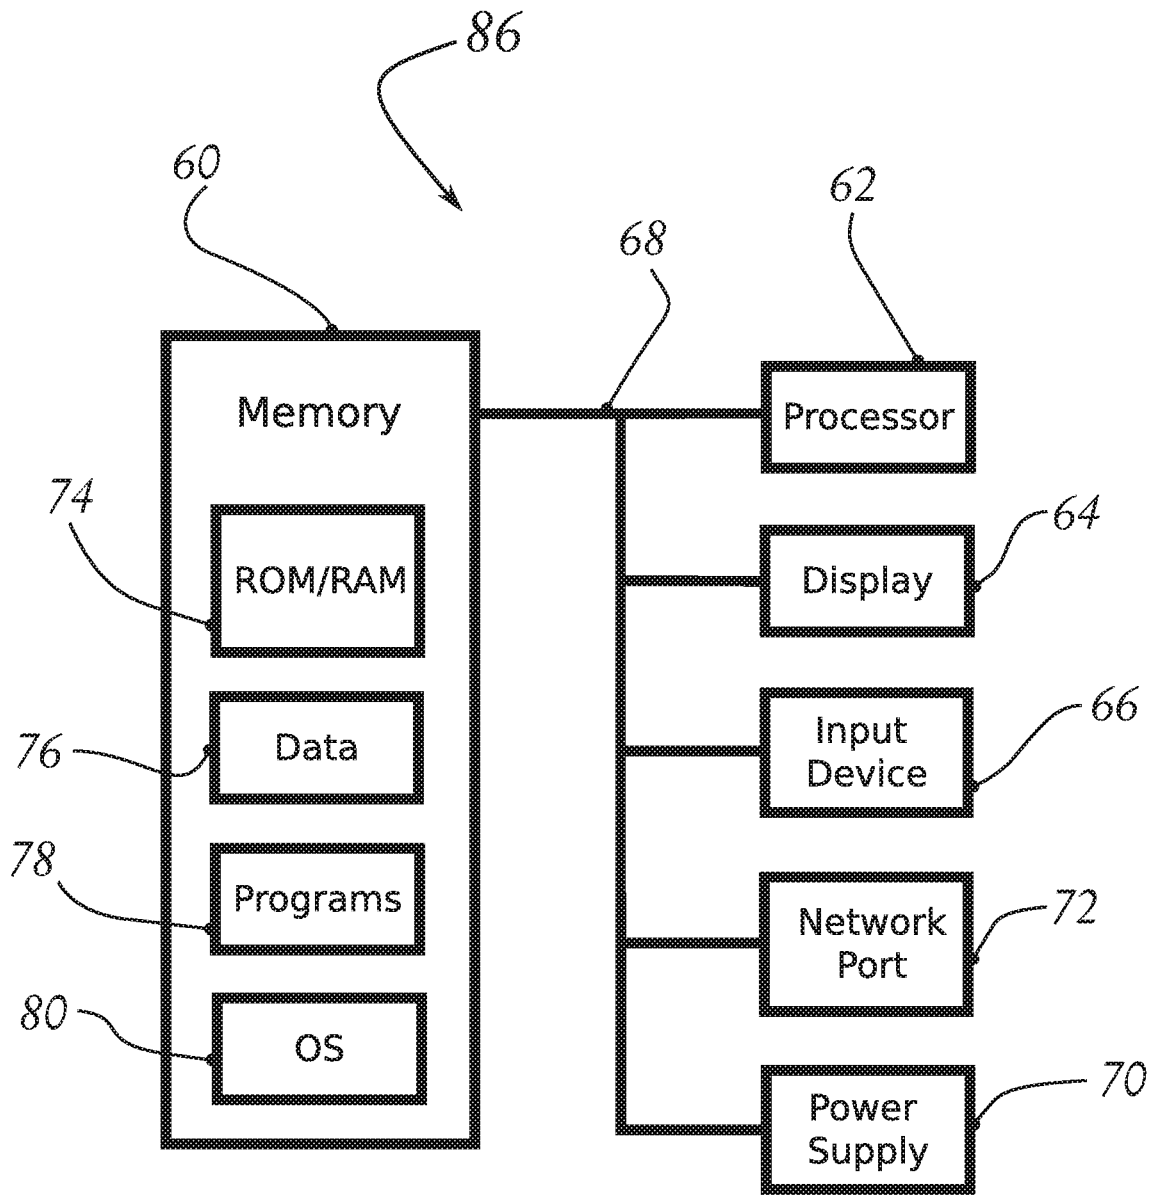 86
60
62
68
Memory
Processor
74
64
ROM/RAM
Display
66
Input
Device
76
Data
78
Programs
72
Network
Port
80
OS
70
Power
Supply